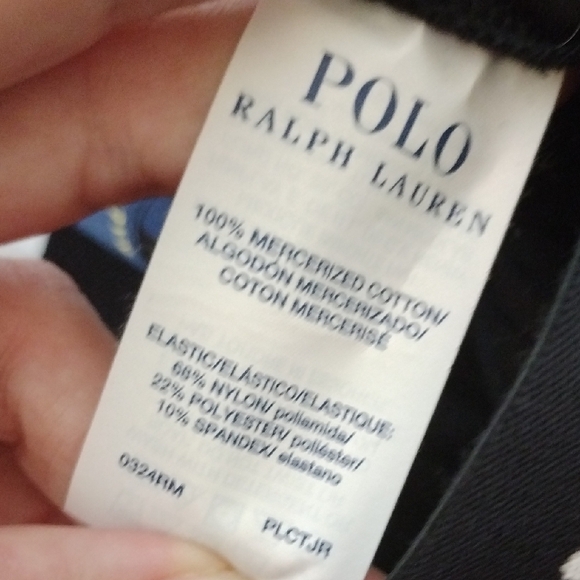 POLO
RALPH LAUREN
100% MERCERIZED COTTON/
ALGODÓN MERCERIZADO/
COTON MERCERISÉ
ELASTIC/ELÁSTICO/ELASTIQUE:
68% NYLON/ poliamida/
22% POLYESTER/ poliéster/
10% SPANDEX/ elastano
0324RM
PLCTJR